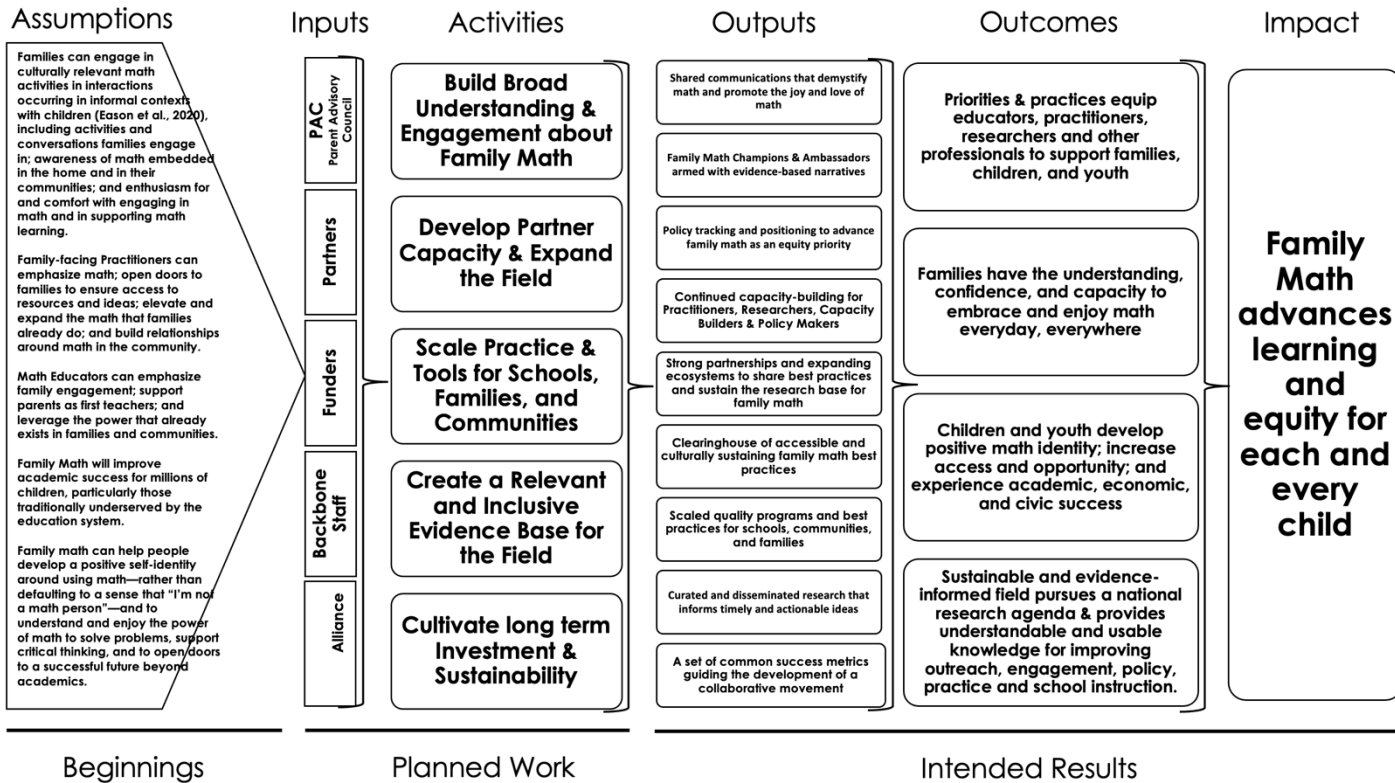 Assumptions
Families can engage in
culturally relevant math
activities in interactions
occurring in informal contexts
with children (Eason et al., 2020),
including activities and
conversations families engage
in; awareness of math embedded
in the home and in their
communities; and enthusiasm for
and comfort with engaging in
math and in supporting math
learning.
Family-facing Practitioners can
emphasize math; open doors to
families to ensure access to
resources and ideas; elevate and
expand the math that families
already do; and build relationships
around math in the community.
Math Educators can emphasize
family engagement; support
parents as first teachers; and
leverage the power that already
exists in families and communities.
Family Math will improve
academic success for millions of
children, particularly those
traditionally underserved by the
education system.
Family math can help people
develop a positive self-identity
around using math—rather than
defaulting to a sense that “I’m not
a math person”—and to
understand and enjoy the power
of math to solve problems, support
critical thinking, and to open doors
to a successful future beyond
academics.
Inputs
PAC
Parent Advisory
Council
Partners
Funders
Backbone
Staff
Alliance
Activities
Build Broad
Understanding &
Engagement about
Family Math
Develop Partner
Capacity & Expand
the Field
Scale Practice &
Tools for Schools,
Families, and
Communities
Create a Relevant
and Inclusive
Evidence Base for
the Field
Cultivate long term
Investment &
Sustainability
Outputs
Shared communications that demystify
math and promote the joy and love of
math
Family Math Champions & Ambassadors
armed with evidence-based narratives
Policy tracking and positioning to advance
family math as an equity priority
Continued capacity-building for
Practitioners, Researchers, Capacity
Builders & Policy Makers
Strong partnerships and expanding
ecosystems to share best practices
and sustain the research base for
family math
Clearinghouse of accessible and
culturally sustaining family math best
practices
Scaled quality programs and best
practices for schools, communities,
and families
Curated and disseminated research that
informs timely and actionable ideas
A set of common success metrics
guiding the development of a
collaborative movement
Outcomes
Priorities & practices equip
educators, practitioners,
researchers and other
professionals to support families,
children, and youth
Families have the understanding,
confidence, and capacity to
embrace and enjoy math
everyday, everywhere
Children and youth develop
positive math identity; increase
access and opportunity; and
experience academic, economic,
and civic success
Sustainable and evidence-
informed field pursues a national
research agenda & provides
understandable and usable
knowledge for improving
outreach, engagement, policy,
practice and school instruction.
Impact
Family
Math
advances
learning
and
equity for
each and
every
child
Beginnings
Planned Work
Intended Results